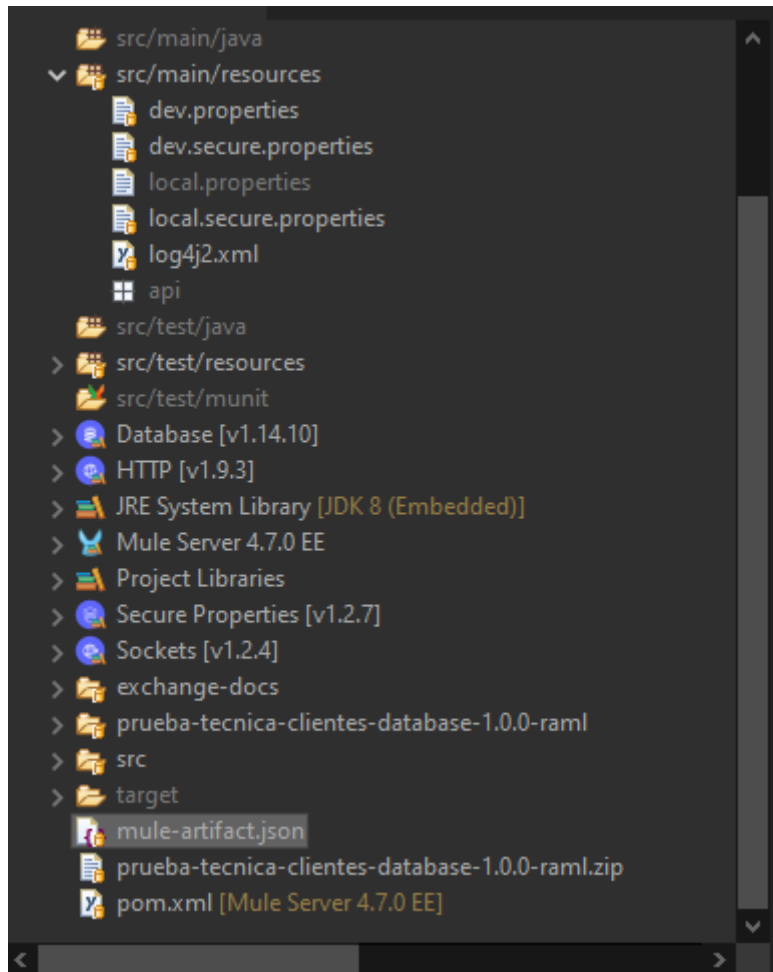 src/main/java
src/main/resources
dev.properties
dev.secure.properties
local.properties
local.secure.properties
log4j2.xml
api
src/test/java
src/test/resources
src/test/munit
Database [v1.14.10]
HTTP [v1.9.3]
JRE System Library [JDK 8 (Embedded)]
Mule Server 4.7.0 EE
Project Libraries
Secure Properties [v1.2.7]
Sockets [v1.2.4]
exchange-docs
prueba-tecnica-clientes-database-1.0.0-raml
src
target
mule-artifact.json
prueba-tecnica-clientes-database-1.0.0-raml.zip
pom.xml [Mule Server 4.7.0 EE]